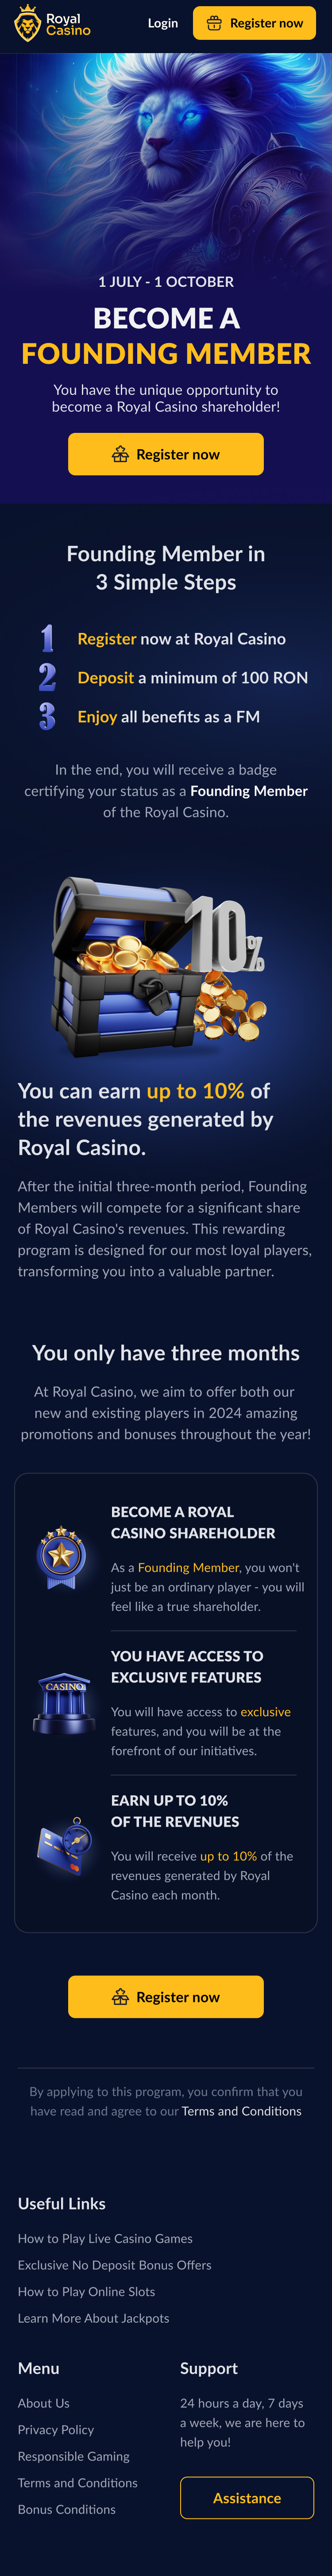 Royal
Casino
Login
Register now
1 JULY - 1 OCTOBER
BECOME A
FOUNDING MEMBER
You have the unique opportunity to
become a Royal Casino shareholder!
Register now
Founding Member in
3 Simple Steps
1 Register now at Royal Casino
2 Deposit a minimum of 100 RON
3 Enjoy all benefits as a FM
In the end, you will receive a badge
certifying your status as a Founding Member
of the Royal Casino.
10%
You can earn up to 10% of
the revenues generated by
Royal Casino.
After the initial three-month period, Founding
Members will compete for a significant share
of Royal Casino's revenues. This rewarding
program is designed for our most loyal players,
transforming you into a valuable partner.
You only have three months
At Royal Casino, we aim to offer both our
new and existing players in 2024 amazing
promotions and bonuses throughout the year!
BECOME A ROYAL
CASINO SHAREHOLDER
As a Founding Member, you won't
just be an ordinary player - you will
feel like a true shareholder.
CASINO
YOU HAVE ACCESS TO
EXCLUSIVE FEATURES
You will have access to exclusive
features, and you will be at the
forefront of our initiatives.
EARN UP TO 10%
OF THE REVENUES
You will receive up to 10% of the
revenues generated by Royal
Casino each month.
Register now
By applying to this program, you confirm that you
have read and agree to our Terms and Conditions
Useful Links
How to Play Live Casino Games
Exclusive No Deposit Bonus Offers
How to Play Online Slots
Learn More About Jackpots
Menu
About Us
Privacy Policy
Responsible Gaming
Terms and Conditions
Bonus Conditions
Support
24 hours a day, 7 days
a week, we are here to
help you!
Assistance